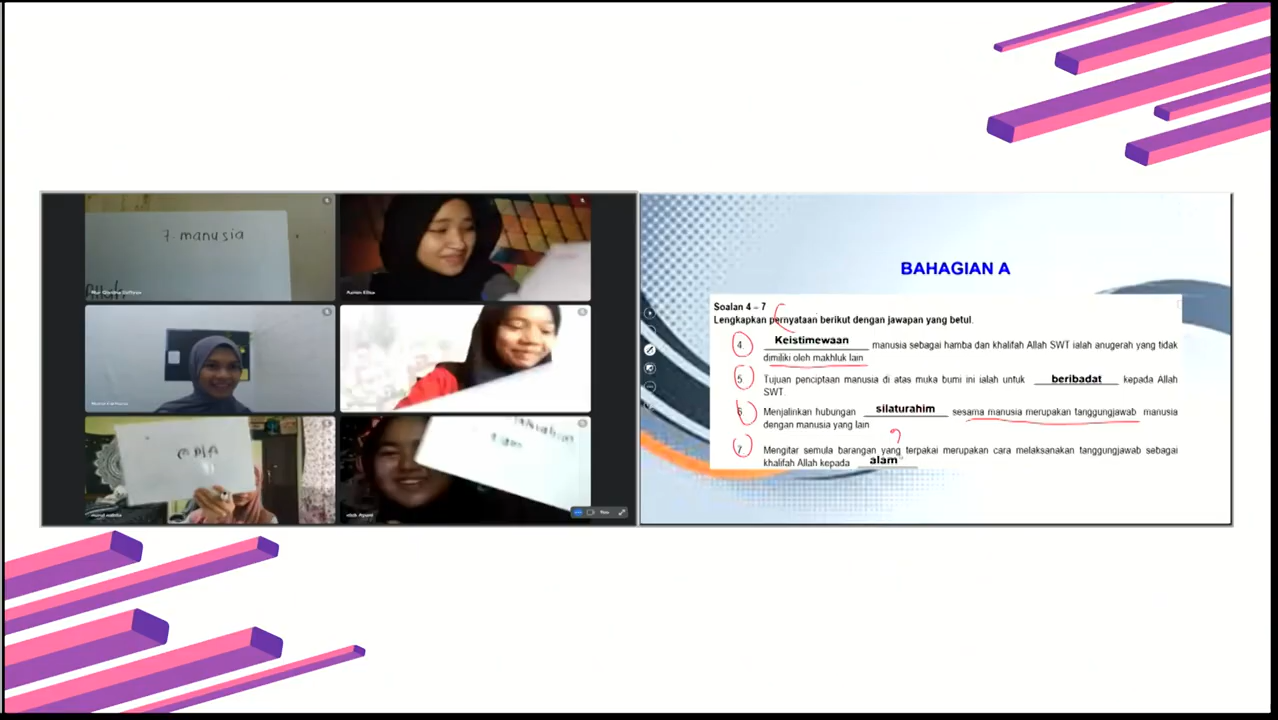 7. manusia
Allah
BAHAGIAN A
Soalan 4 – 7
Lengkapkan pernyataan berikut dengan jawapan yang betul.
4. Keistimewaan manusia sebagai hamba dan khalifah Allah SWT ialah anugerah yang tidak
dimiliki oleh makhluk lain
5. Tujuan penciptaan manusia di atas muka bumi ini ialah untuk beribadat kepada Allah
SWT.
6. Menjalinkan hubungan silaturahim sesama manusia merupakan tanggungjawab manusia
dengan manusia yang lain
7. Mengitar semula barangan yang terpakai merupakan cara melaksanakan tanggungjawab sebagai
khalifah Allah kepada alam